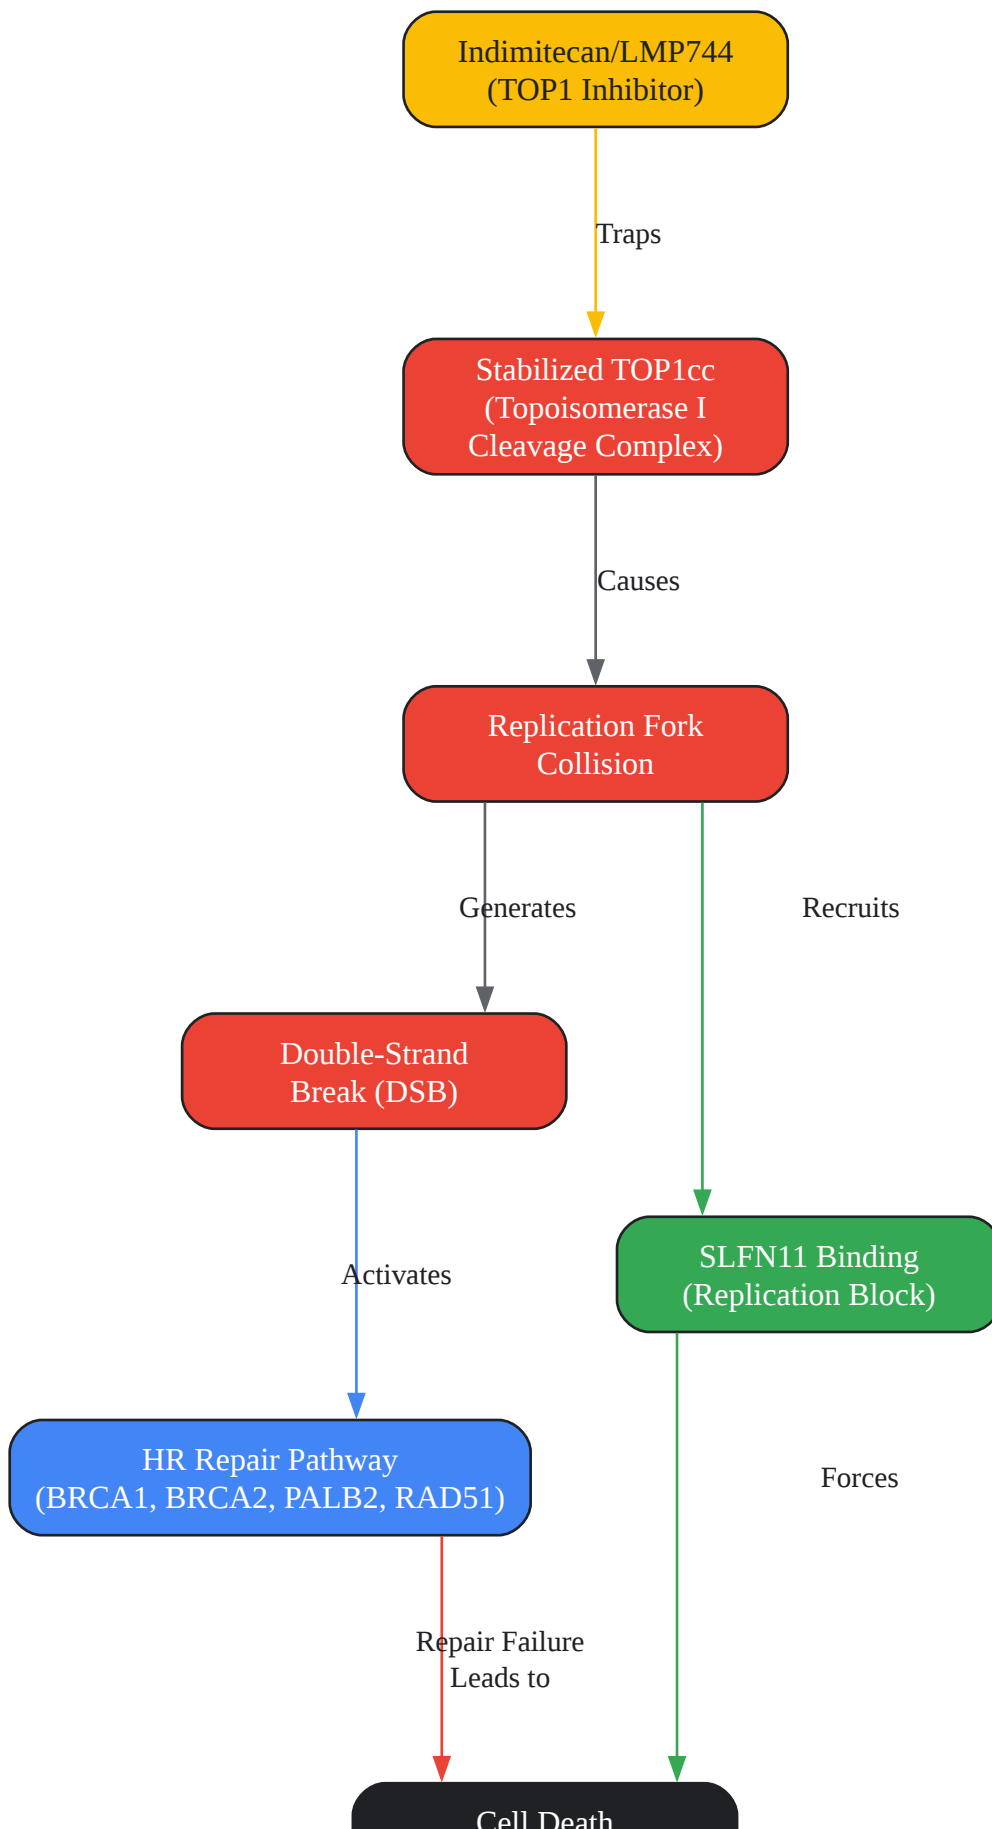 Indimitecan/LMP744
(TOP1 Inhibitor)
Traps
Stabilized TOP1cc
(Topoisomerase I
Cleavage Complex)
Causes
Replication Fork
Collision
Generates
Recruits
Double-Strand
Break (DSB)
SLFN11 Binding
(Replication Block)
Activates
HR Repair Pathway
(BRCA1, BRCA2, PALB2, RAD51)
Forces
Repair Failure
Leads to
Cell Death